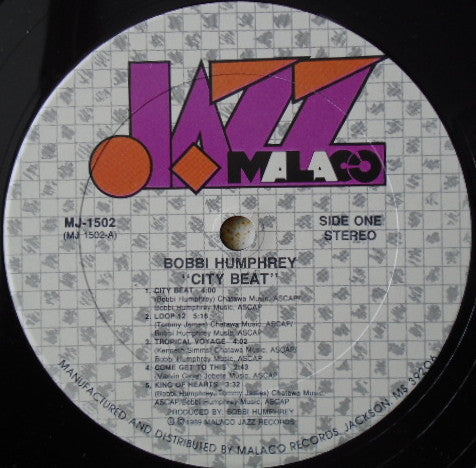 JAZZ
MALACO
MJ-1502
(MJ 1502-A)
SIDE ONE
STEREO
BOBBI HUMPHREY
"CITY BEAT"
1. CITY BEAT 4:00
(Bobbi Humphrey) Chatawa Music, ASCAP/
Bobbi Humphrey Music, ASCAP
2. LOOP 12 5:16
(Tommy James) Chatawa Music, ASCAP/
Bobbi Humphrey Music, ASCAP
3. TROPICAL VOYAGE 4:02
(Kenneth Simms) Chatawa Music, ASCAP/
Bobbi Humphrey Music, ASCAP
4. COME GET TO THIS 2:43
(Marvin Gaye) Jobete Music, ASCAP
5. KING OF HEARTS 3:32
(Bobbi Humphrey/Tommy James) Chatawa Music,
ASCAP/Bobbi Humphrey Music, ASCAP
PRODUCED BY: BOBBI HUMPHREY
℗ © 1989 MALACO JAZZ RECORDS
MANUFACTURED AND DISTRIBUTED BY MALACO RECORDS, JACKSON, MS 39206